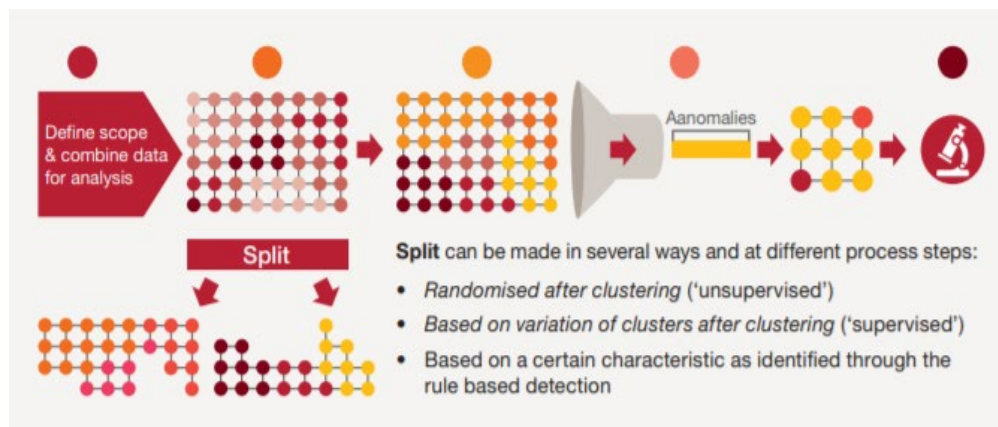 Define scope
& combine data
for analysis
Aanomalies
Split
Split can be made in several ways and at different process steps:
• Randomised after clustering (‘unsupervised’)
• Based on variation of clusters after clustering (‘supervised’)
• Based on a certain characteristic as identified through the
rule based detection